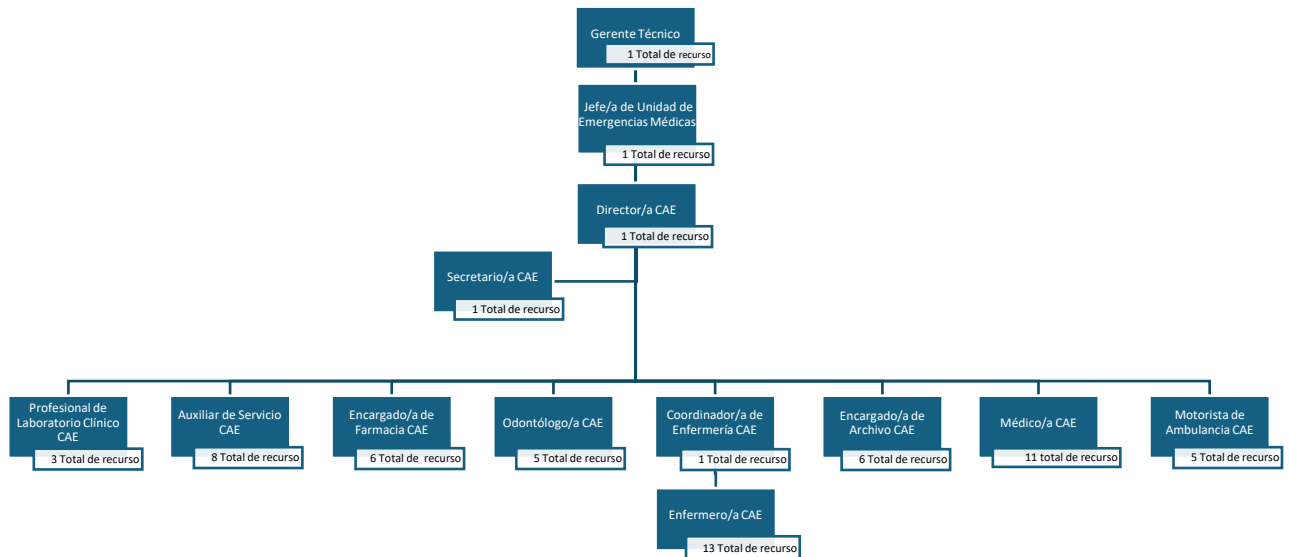 Gerente Técnico
1 Total de recurso
Jefe/a de Unidad de
Emergencias Médicas
1 Total de recurso
Director/a CAE
1 Total de recurso
Secretario/a CAE
1 Total de recurso
Profesional de
Laboratorio Clínico
CAE
3 Total de recurso
Auxiliar de Servicio
CAE
8 Total de recurso
Encargado/a de
Farmacia CAE
6 Total de recurso
Odontólogo/a CAE
5 Total de recurso
Coordinador/a de
Enfermería CAE
1 Total de recurso
Encargado/a de
Archivo CAE
6 Total de recurso
Médico/a CAE
11 total de recurso
Motorista de
Ambulancia CAE
5 Total de recurso
Enfermero/a CAE
13 Total de recurso